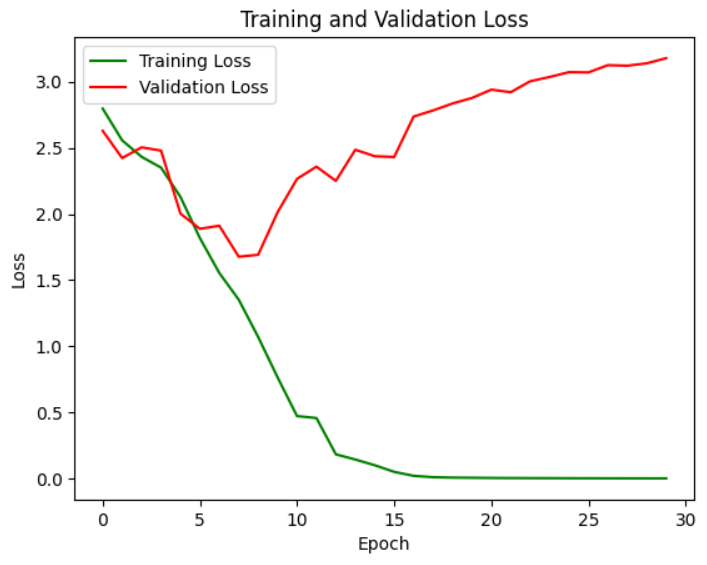 Training and Validation Loss
Training Loss
Validation Loss
3.0
2.5
2.0
1.5
1.0
0.5
0.0
Loss
0 5 10 15 20 25 30
Epoch